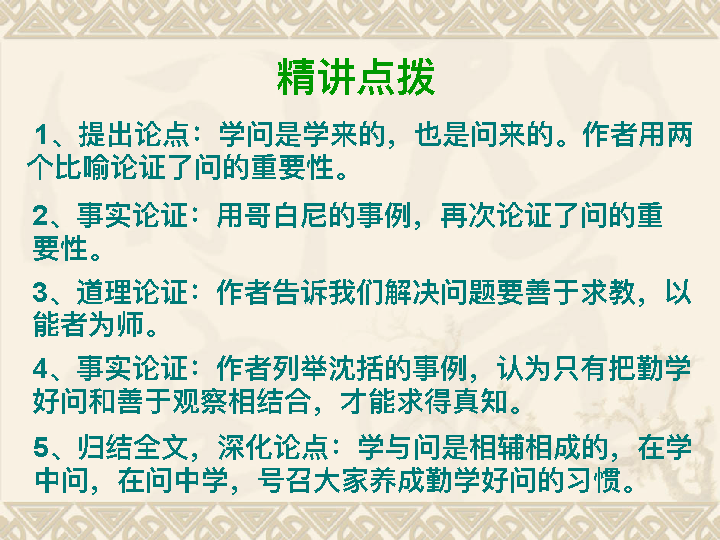 精讲点拨
1、提出论点：学问是学来的，也是问来的。作者用两
个比喻论证了问的重要性。
2、事实论证：用哥白尼的事例，再次论证了问的重
要性。
3、道理论证：作者告诉我们解决问题要善于求教，以
能者为师。
4、事实论证：作者列举沈括的事例，认为只有把勤学
好问和善于观察相结合，才能求得真知。
5、归结全文，深化论点：学与问是相辅相成的，在学
中问，在问中学，号召大家养成勤学好问的习惯。